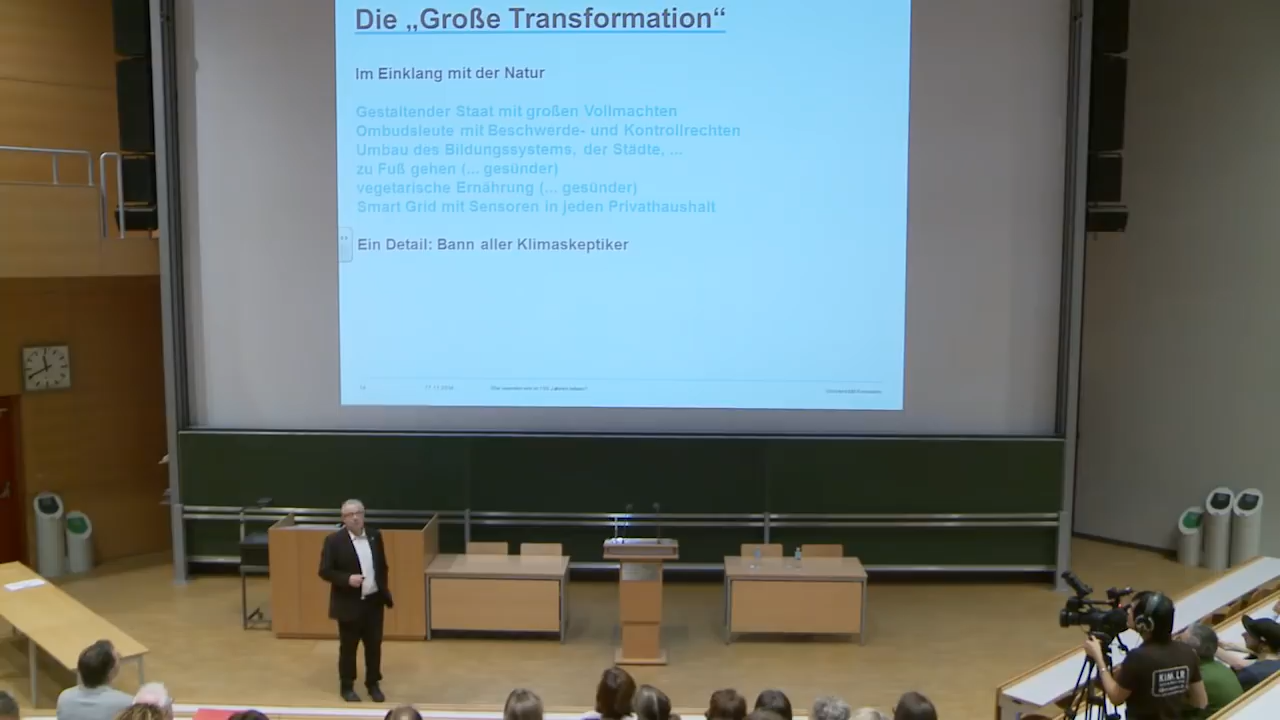 Die „Große Transformation“
Im Einklang mit der Natur
Gestaltender Staat mit großen Vollmachten
Ombudsleute mit Beschwerde- und Kontrollrechten
Umbau des Bildungssystems, der Städte, ...
zu Fuß gehen (... gesünder)
vegetarische Ernährung (... gesünder)
Smart Grid mit Sensoren in jeden Privathaushalt
Ein Detail: Bann aller Klimaskeptiker
KIM.LR